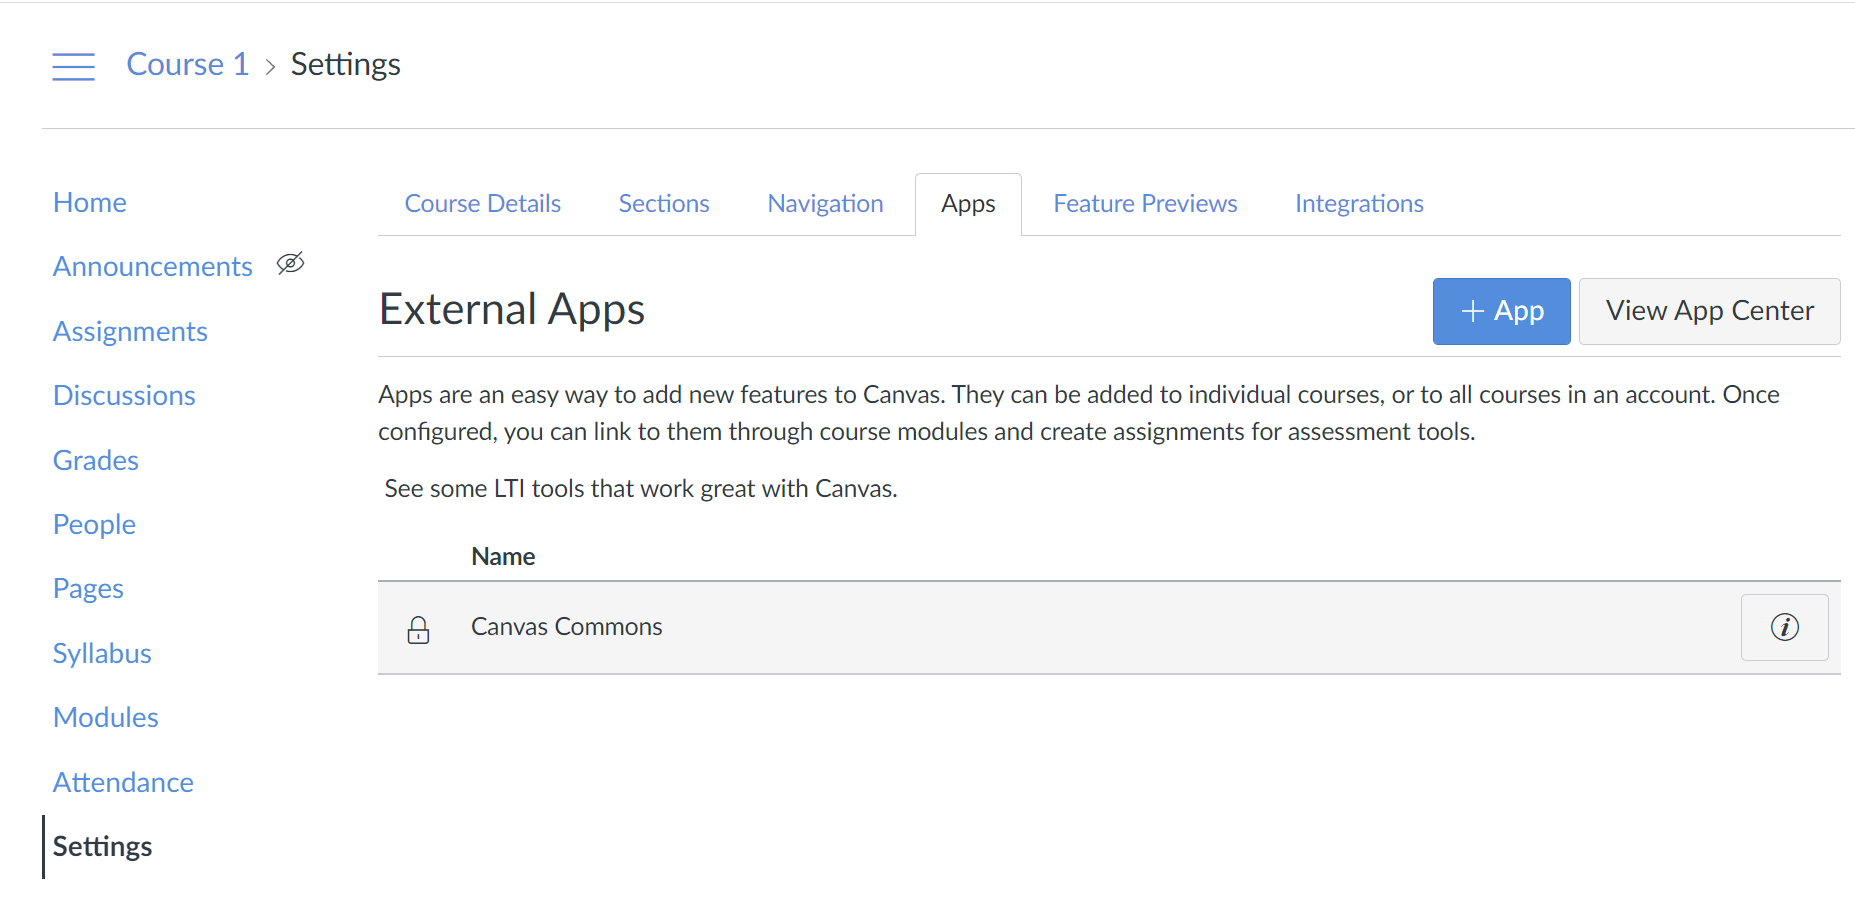 Course 1 > Settings
Home
Announcements
Assignments
Discussions
Grades
People
Pages
Syllabus
Modules
Attendance
Settings
Course Details Sections Navigation Apps Feature Previews Integrations
External Apps
+ App View App Center
Apps are an easy way to add new features to Canvas. They can be added to individual courses, or to all courses in an account. Once
configured, you can link to them through course modules and create assignments for assessment tools.
See some LTI tools that work great with Canvas.
Name
Canvas Commons